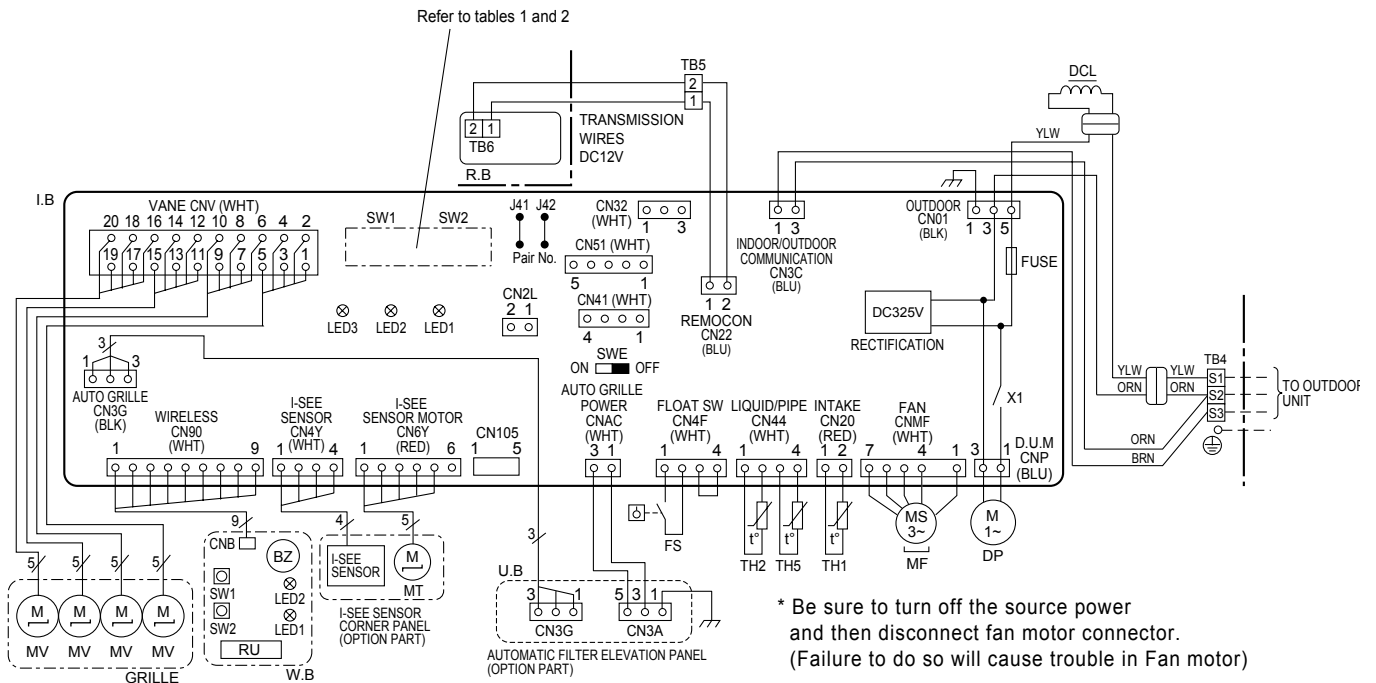 Refer to tables 1 and 2
TB5
2
1
DCL
TRANSMISSION
WIRES
DC12V
2 1
TB6
R.B
YLW
I.B
VANE CNV (WHT)
20 18 16 14 12 10 8 6 4 2
19 17 15 13 11 9 7 5 3 1
SW1 SW2
J41 J42
Pair No.
CN32
(WHT)
1 3
CN51 (WHT)
5 1
CN41 (WHT)
4 1
CN2L
2 1
LED3 LED2 LED1
SWE
ON OFF
1 2
REMOCON
CN22
(BLU)
1 3
INDOOR/OUTDOOR
COMMUNICATION
CN3C
(BLU)
OUTDOOR
CN01
(BLK)
1 3 5
FUSE
DC325V
RECTIFICATION
X1
YLW YLW
ORN ORN
TB4
S1
S2
S3
TO OUTDOOR
UNIT
ORN
BRN
3
1 3
AUTO GRILLE
CN3G
(BLK)
WIRELESS
CN90
(WHT)
1 9
I-SEE
SENSOR
CN4Y
(WHT)
1 4
I-SEE
SENSOR MOTOR
CN6Y
(RED)
1 6
CN105
1 5
AUTO GRILLE
POWER
CNAC
(WHT)
3 1
FLOAT SW
CN4F
(WHT)
1 4
LIQUID/PIPE
CN44
(WHT)
1 4
INTAKE
CN20
(RED)
1 2
FAN
CNMF
(WHT)
7 4 1
D.U.M
CNP
(BLU)
3 1
5 5 5 5
M M M M
MV MV MV MV
GRILLE
9
CNB
BZ
SW1
SW2
LED2
LED1
RU
W.B
4
5
I-SEE
SENSOR
M
MT
I-SEE SENSOR
CORNER PANEL
(OPTION PART)
3
U.B
3 1
CN3G
5 3 1
CN3A
AUTOMATIC FILTER ELEVATION PANEL
(OPTION PART)
FS
t° t° t°
TH2 TH5 TH1
MS
3~
MF
M
1~
DP
* Be sure to turn off the source power
and then disconnect fan motor connector.
(Failure to do so will cause trouble in Fan motor)